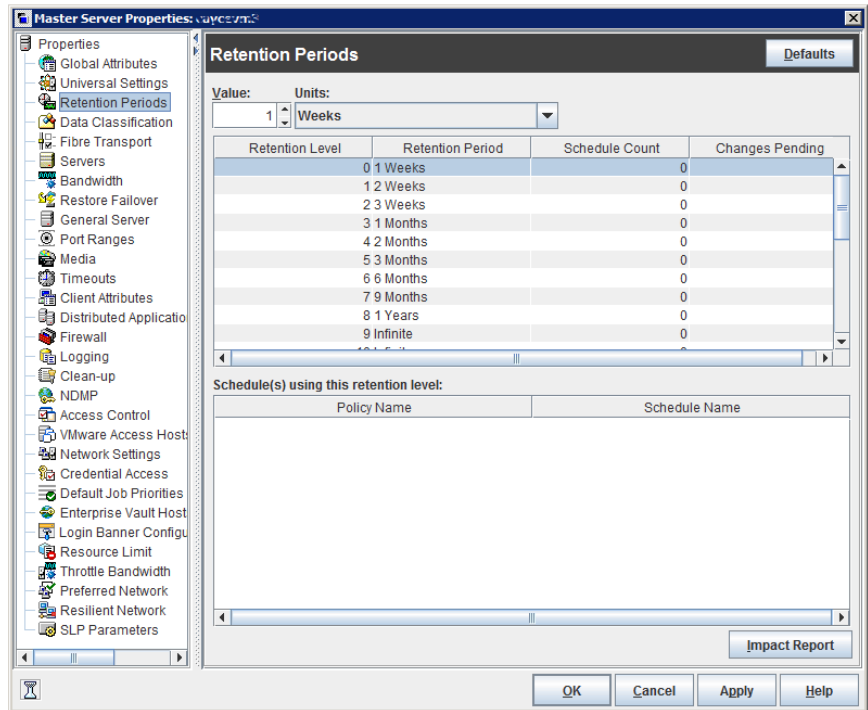 Master Server Properties:
Properties
Global Attributes
Universal Settings
Retention Periods
Data Classification
Fibre Transport
Servers
Bandwidth
Restore Failover
General Server
Port Ranges
Media
Timeouts
Client Attributes
Distributed Applicatio
Firewall
Logging
Clean-up
NDMP
Access Control
VMware Access Hosts
Network Settings
Credential Access
Default Job Priorities
Enterprise Vault Host
Login Banner Configu
Resource Limit
Throttle Bandwidth
Preferred Network
Resilient Network
SLP Parameters
Retention Periods
Defaults
Value: Units:
1 Weeks
Retention Level Retention Period Schedule Count Changes Pending
0 1 Weeks 0
1 2 Weeks 0
2 3 Weeks 0
3 1 Months 0
4 2 Months 0
5 3 Months 0
6 6 Months 0
7 9 Months 0
8 1 Years 0
9 Infinite 0
Schedule(s) using this retention level:
Policy Name Schedule Name
Impact Report
OK Cancel Apply Help